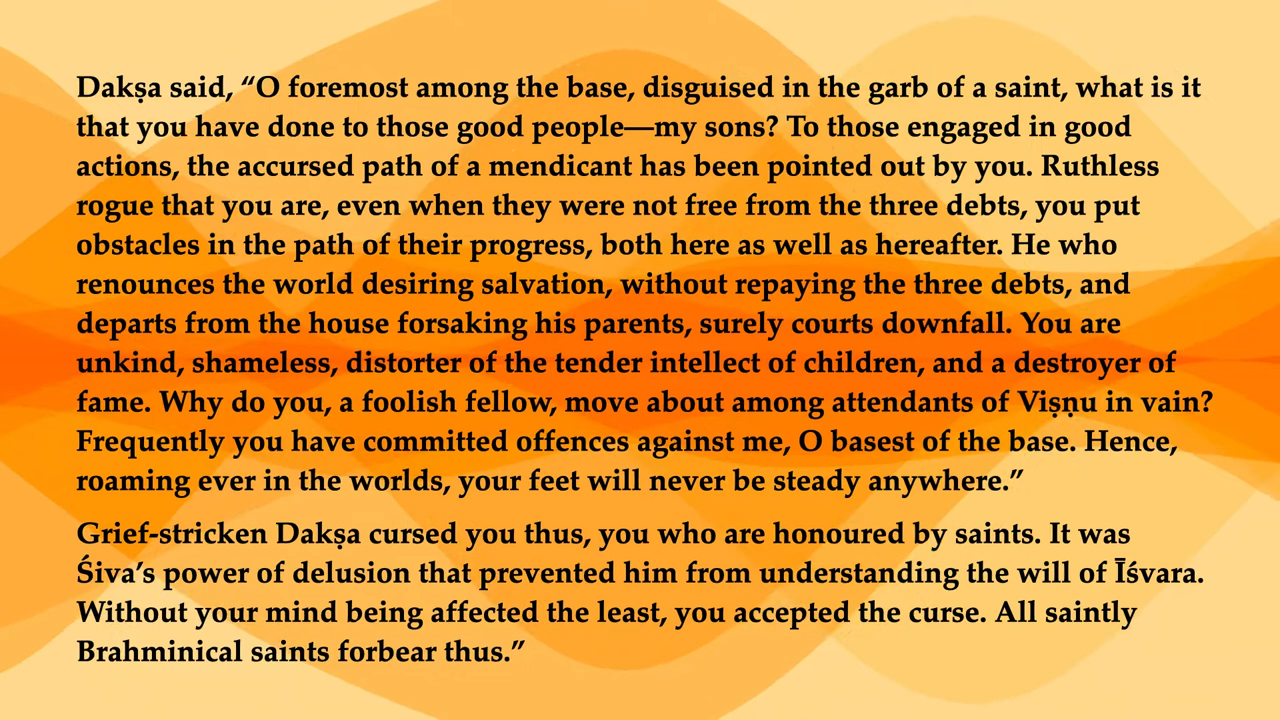 Dakṣa said, “O foremost among the base, disguised in the garb of a saint, what is it
that you have done to those good people—my sons? To those engaged in good
actions, the accursed path of a mendicant has been pointed out by you. Ruthless
rogue that you are, even when they were not free from the three debts, you put
obstacles in the path of their progress, both here as well as hereafter. He who
renounces the world desiring salvation, without repaying the three debts, and
departs from the house forsaking his parents, surely courts downfall. You are
unkind, shameless, distorter of the tender intellect of children, and a destroyer of
fame. Why do you, a foolish fellow, move about among attendants of Viṣṇu in vain?
Frequently you have committed offences against me, O basest of the base. Hence,
roaming ever in the worlds, your feet will never be steady anywhere.”
Grief-stricken Dakṣa cursed you thus, you who are honoured by saints. It was
Śiva’s power of delusion that prevented him from understanding the will of Īśvara.
Without your mind being affected the least, you accepted the curse. All saintly
Brahminical saints forbear thus.”